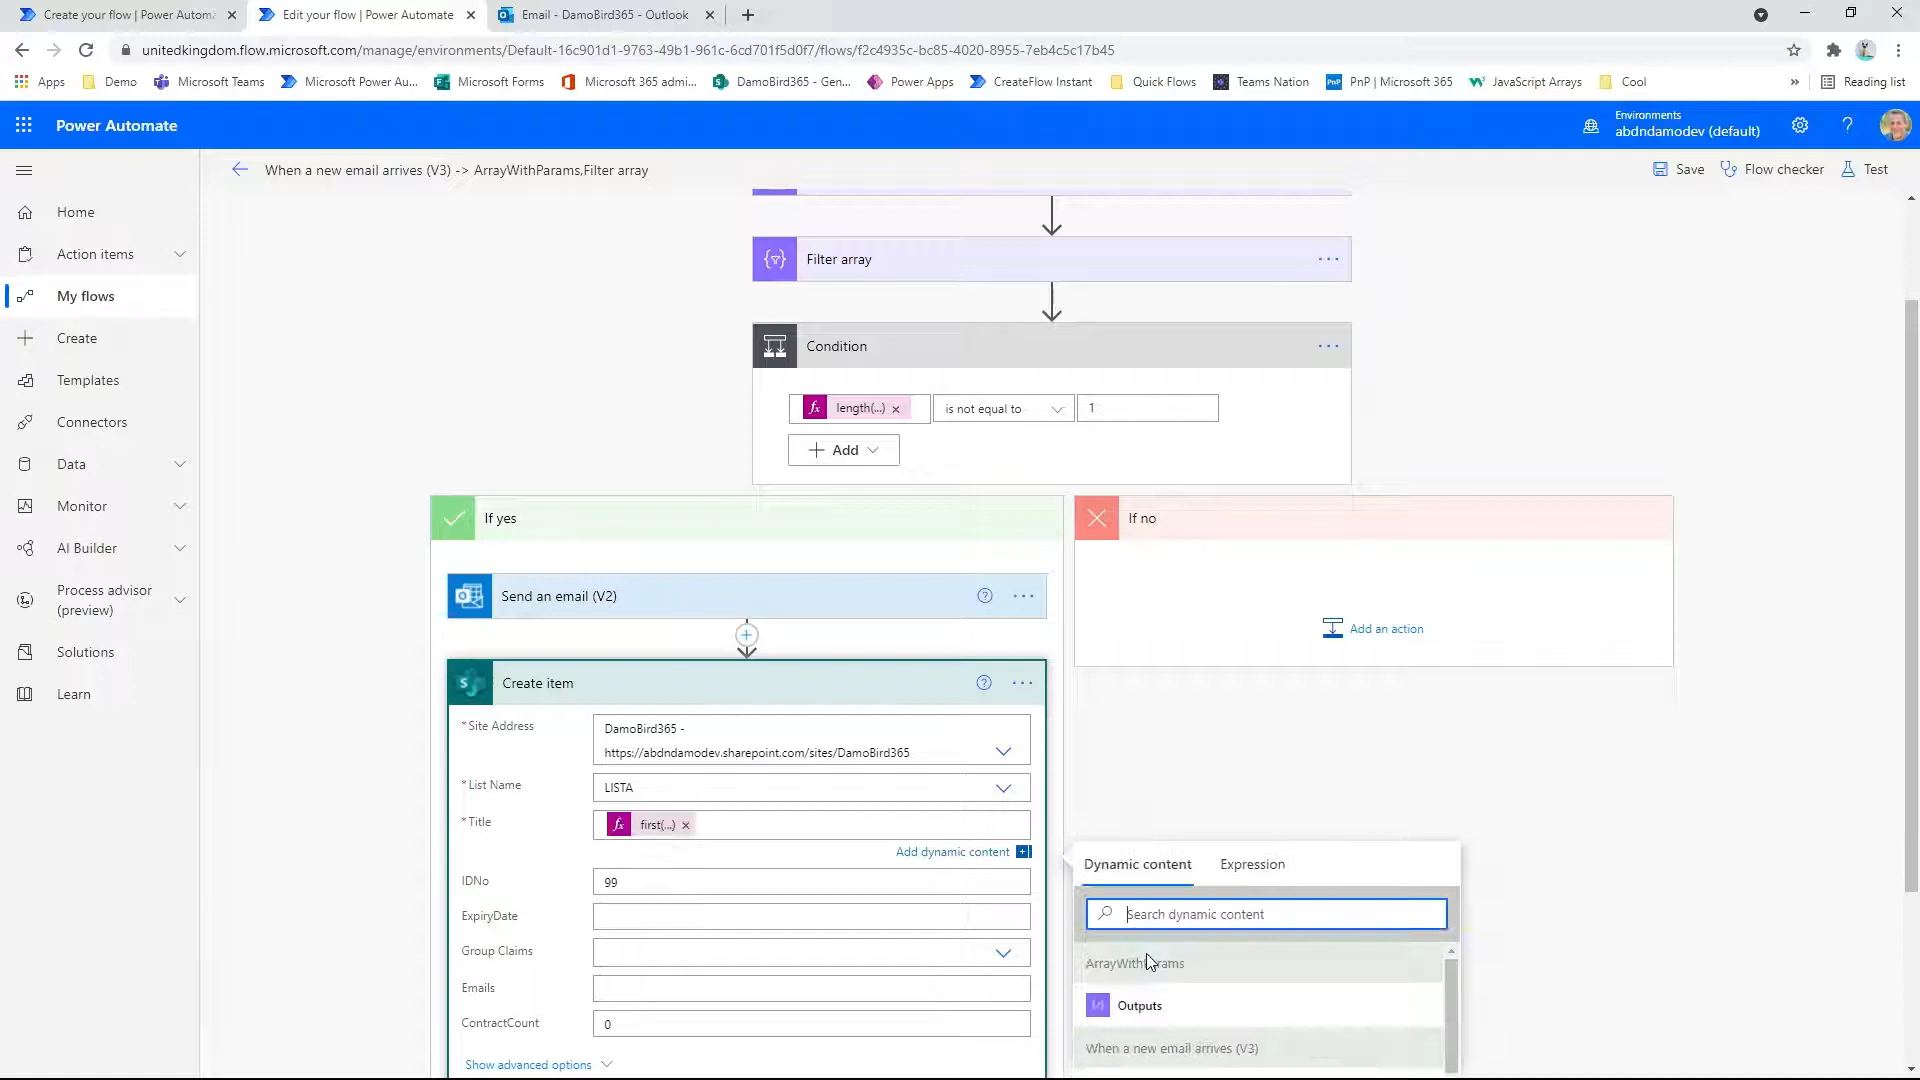 Create your flow | Power Autom
Edit your flow | Power Automate
Email - DamoBird365 - Outlook
unitedkingdom.flow.microsoft.com/manage/environments/Default-16c901d1-9763-49b1-961c-6cd701f5d0f7/flows/f2c4935c-bc85-4020-8955-7eb4c5c17b45
Apps
Demo
Microsoft Teams
Microsoft Power Au...
Microsoft Forms
Microsoft 365 admi...
DamoBird365 - Gen...
Power Apps
CreateFlow Instant
Quick Flows
Teams Nation
PnP | Microsoft 365
JavaScript Arrays
Cool
»
Reading list
Power Automate
Environments
abdndamodev (default)
When a new email arrives (V3) -> ArrayWithParams,Filter array
Save
Flow checker
Test
Home
Action items
My flows
Create
Templates
Connectors
Data
Monitor
AI Builder
Process advisor
(preview)
Solutions
Learn
Filter array
Condition
fx length(...)
is not equal to
1
Add
If yes
If no
Send an email (V2)
Add an action
Create item
*Site Address
DamoBird365 -
https://abdndamodev.sharepoint.com/sites/DamoBird365
*List Name
LISTA
*Title
fx first(...)
Add dynamic content
IDNo
99
ExpiryDate
Group Claims
Emails
ContractCount
0
Show advanced options
Dynamic content
Expression
Search dynamic content
ArrayWithParams
Outputs
When a new email arrives (V3)